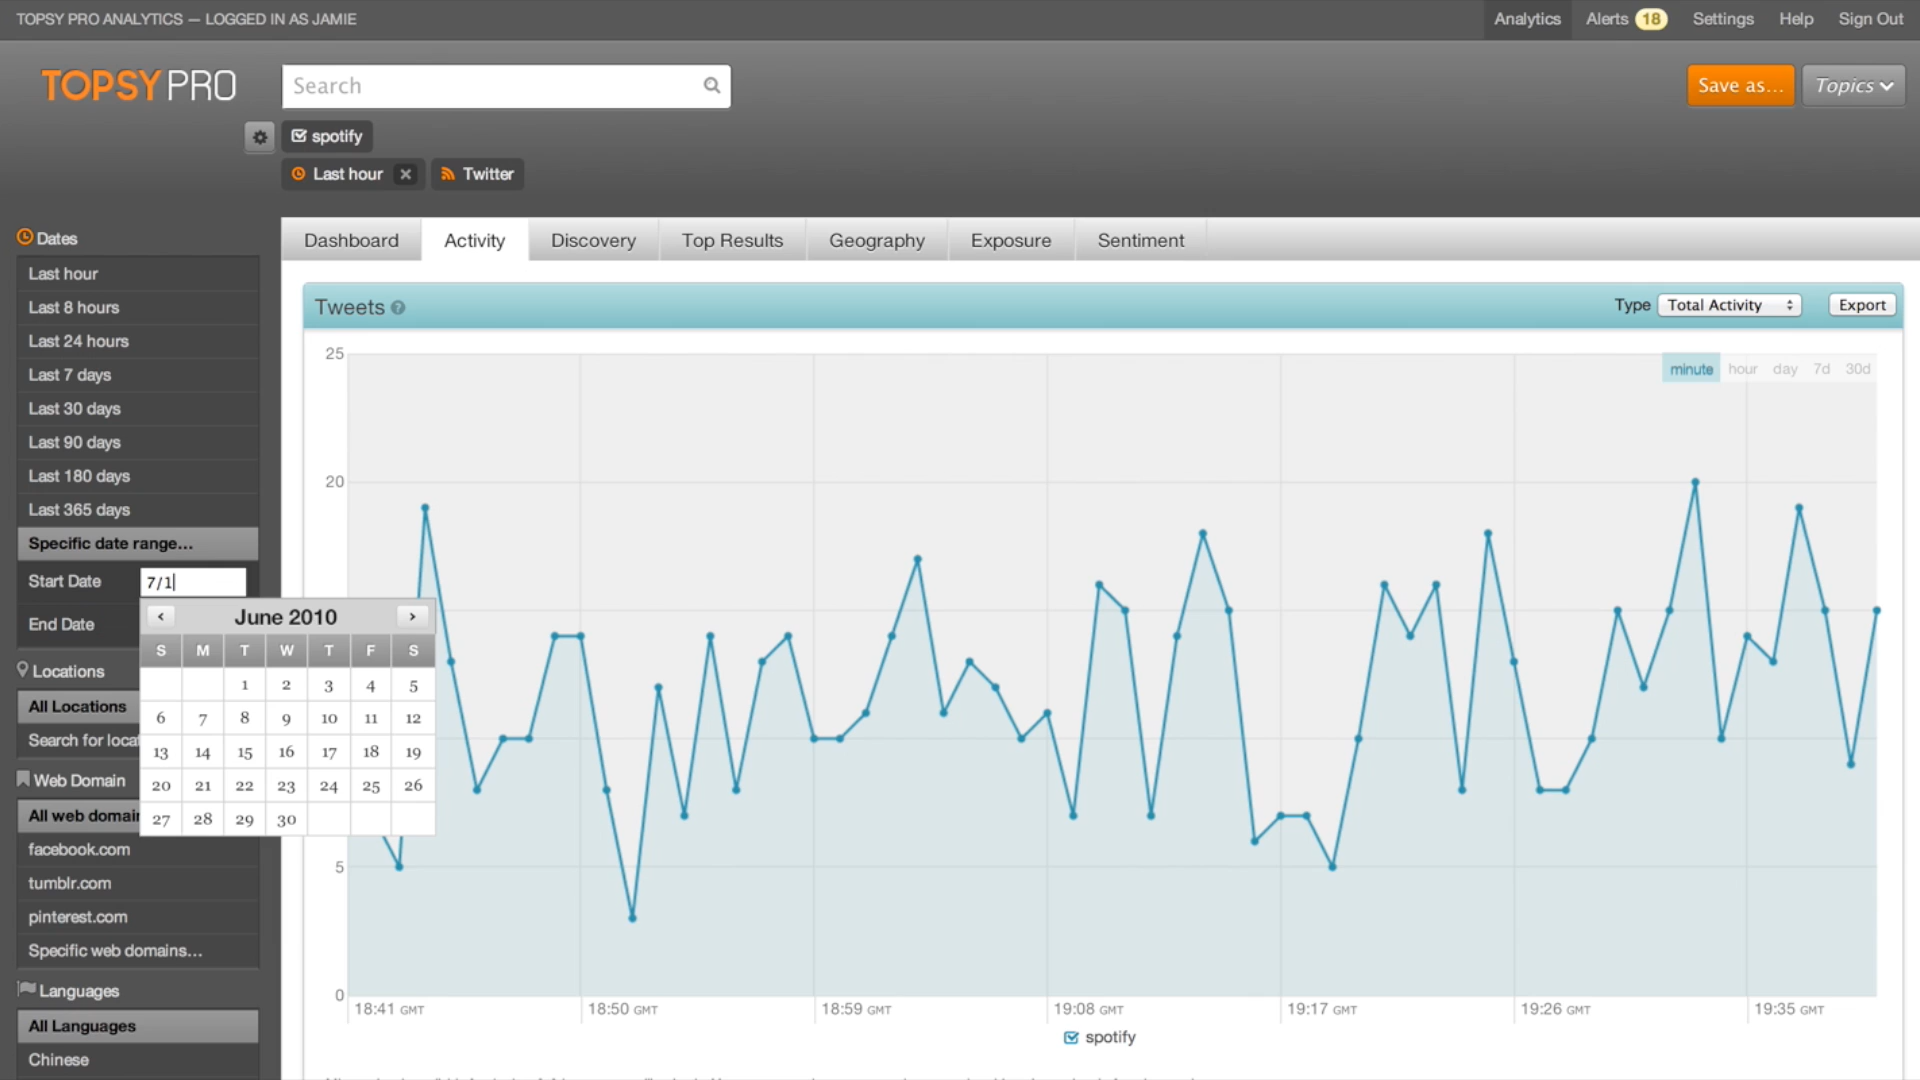 TOPSY PRO ANALYTICS — LOGGED IN AS JAMIE
Analytics Alerts 18 Settings Help Sign Out
TOPSY PRO
Search
Save as...
Topics
spotify
Last hour
Twitter
Dates
Last hour
Last 8 hours
Last 24 hours
Last 7 days
Last 30 days
Last 90 days
Last 180 days
Last 365 days
Specific date range...
Start Date 7/1
End Date
June 2010
S M T W T F S
1 2 3 4 5
6 7 8 9 10 11 12
13 14 15 16 17 18 19
20 21 22 23 24 25 26
27 28 29 30
Locations
All Locations
Search for locat
Web Domain
All web domain
facebook.com
tumblr.com
pinterest.com
Specific web domains...
Languages
All Languages
Chinese
Dashboard Activity Discovery Top Results Geography Exposure Sentiment
Tweets
Type Total Activity Export
minute hour day 7d 30d
25
20
5
0
18:41 GMT 18:50 GMT 18:59 GMT 19:08 GMT 19:17 GMT 19:26 GMT 19:35 GMT
spotify